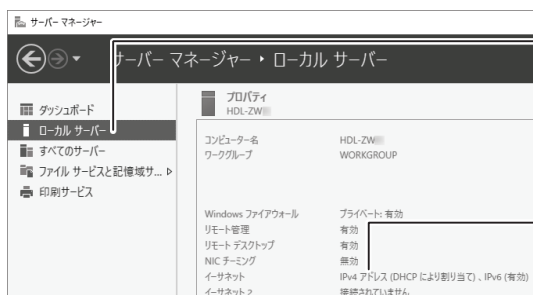 サーバー マネージャー
サーバー マネージャー • ローカル サーバー
ダッシュボード
ローカル サーバー
すべてのサーバー
ファイル サービスと記憶域サ...
印刷サービス
プロパティ
HDL-ZW
コンピューター名 HDL-ZW
ワークグループ WORKGROUP
Windows ファイアウォール プライベート: 有効
リモート管理 有効
リモート デスクトップ 有効
NIC チーミング 無効
イーサネット IPv4 アドレス (DHCP により割り当て) 、IPv6 (有効)
イーサネット 2 接続されていません